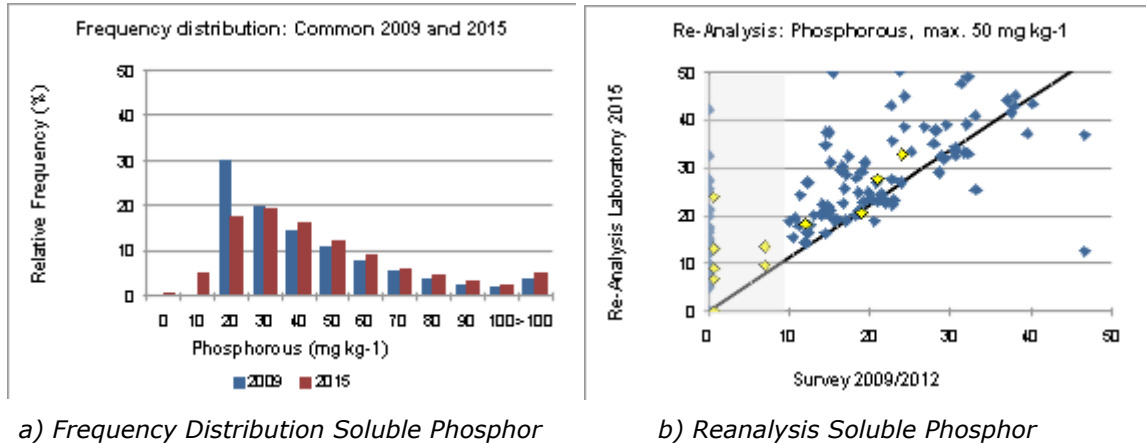 Frequency distribution: Common 2009 and 2015
Relative Frequency (%)
50
40
30
20
10
0
0 10 20 30 40 50 60 70 80 90 100 > 100
Phosphorous (mg kg-1)
2009 2015
a) Frequency Distribution Soluble Phosphor
Re-Analysis: Phosphorous, max. 50 mg kg-1
Re-Analysis Laboratory 2015
50
40
30
20
10
0
0 10 20 30 40 50
Survey 2009/2012
b) Reanalysis Soluble Phosphor